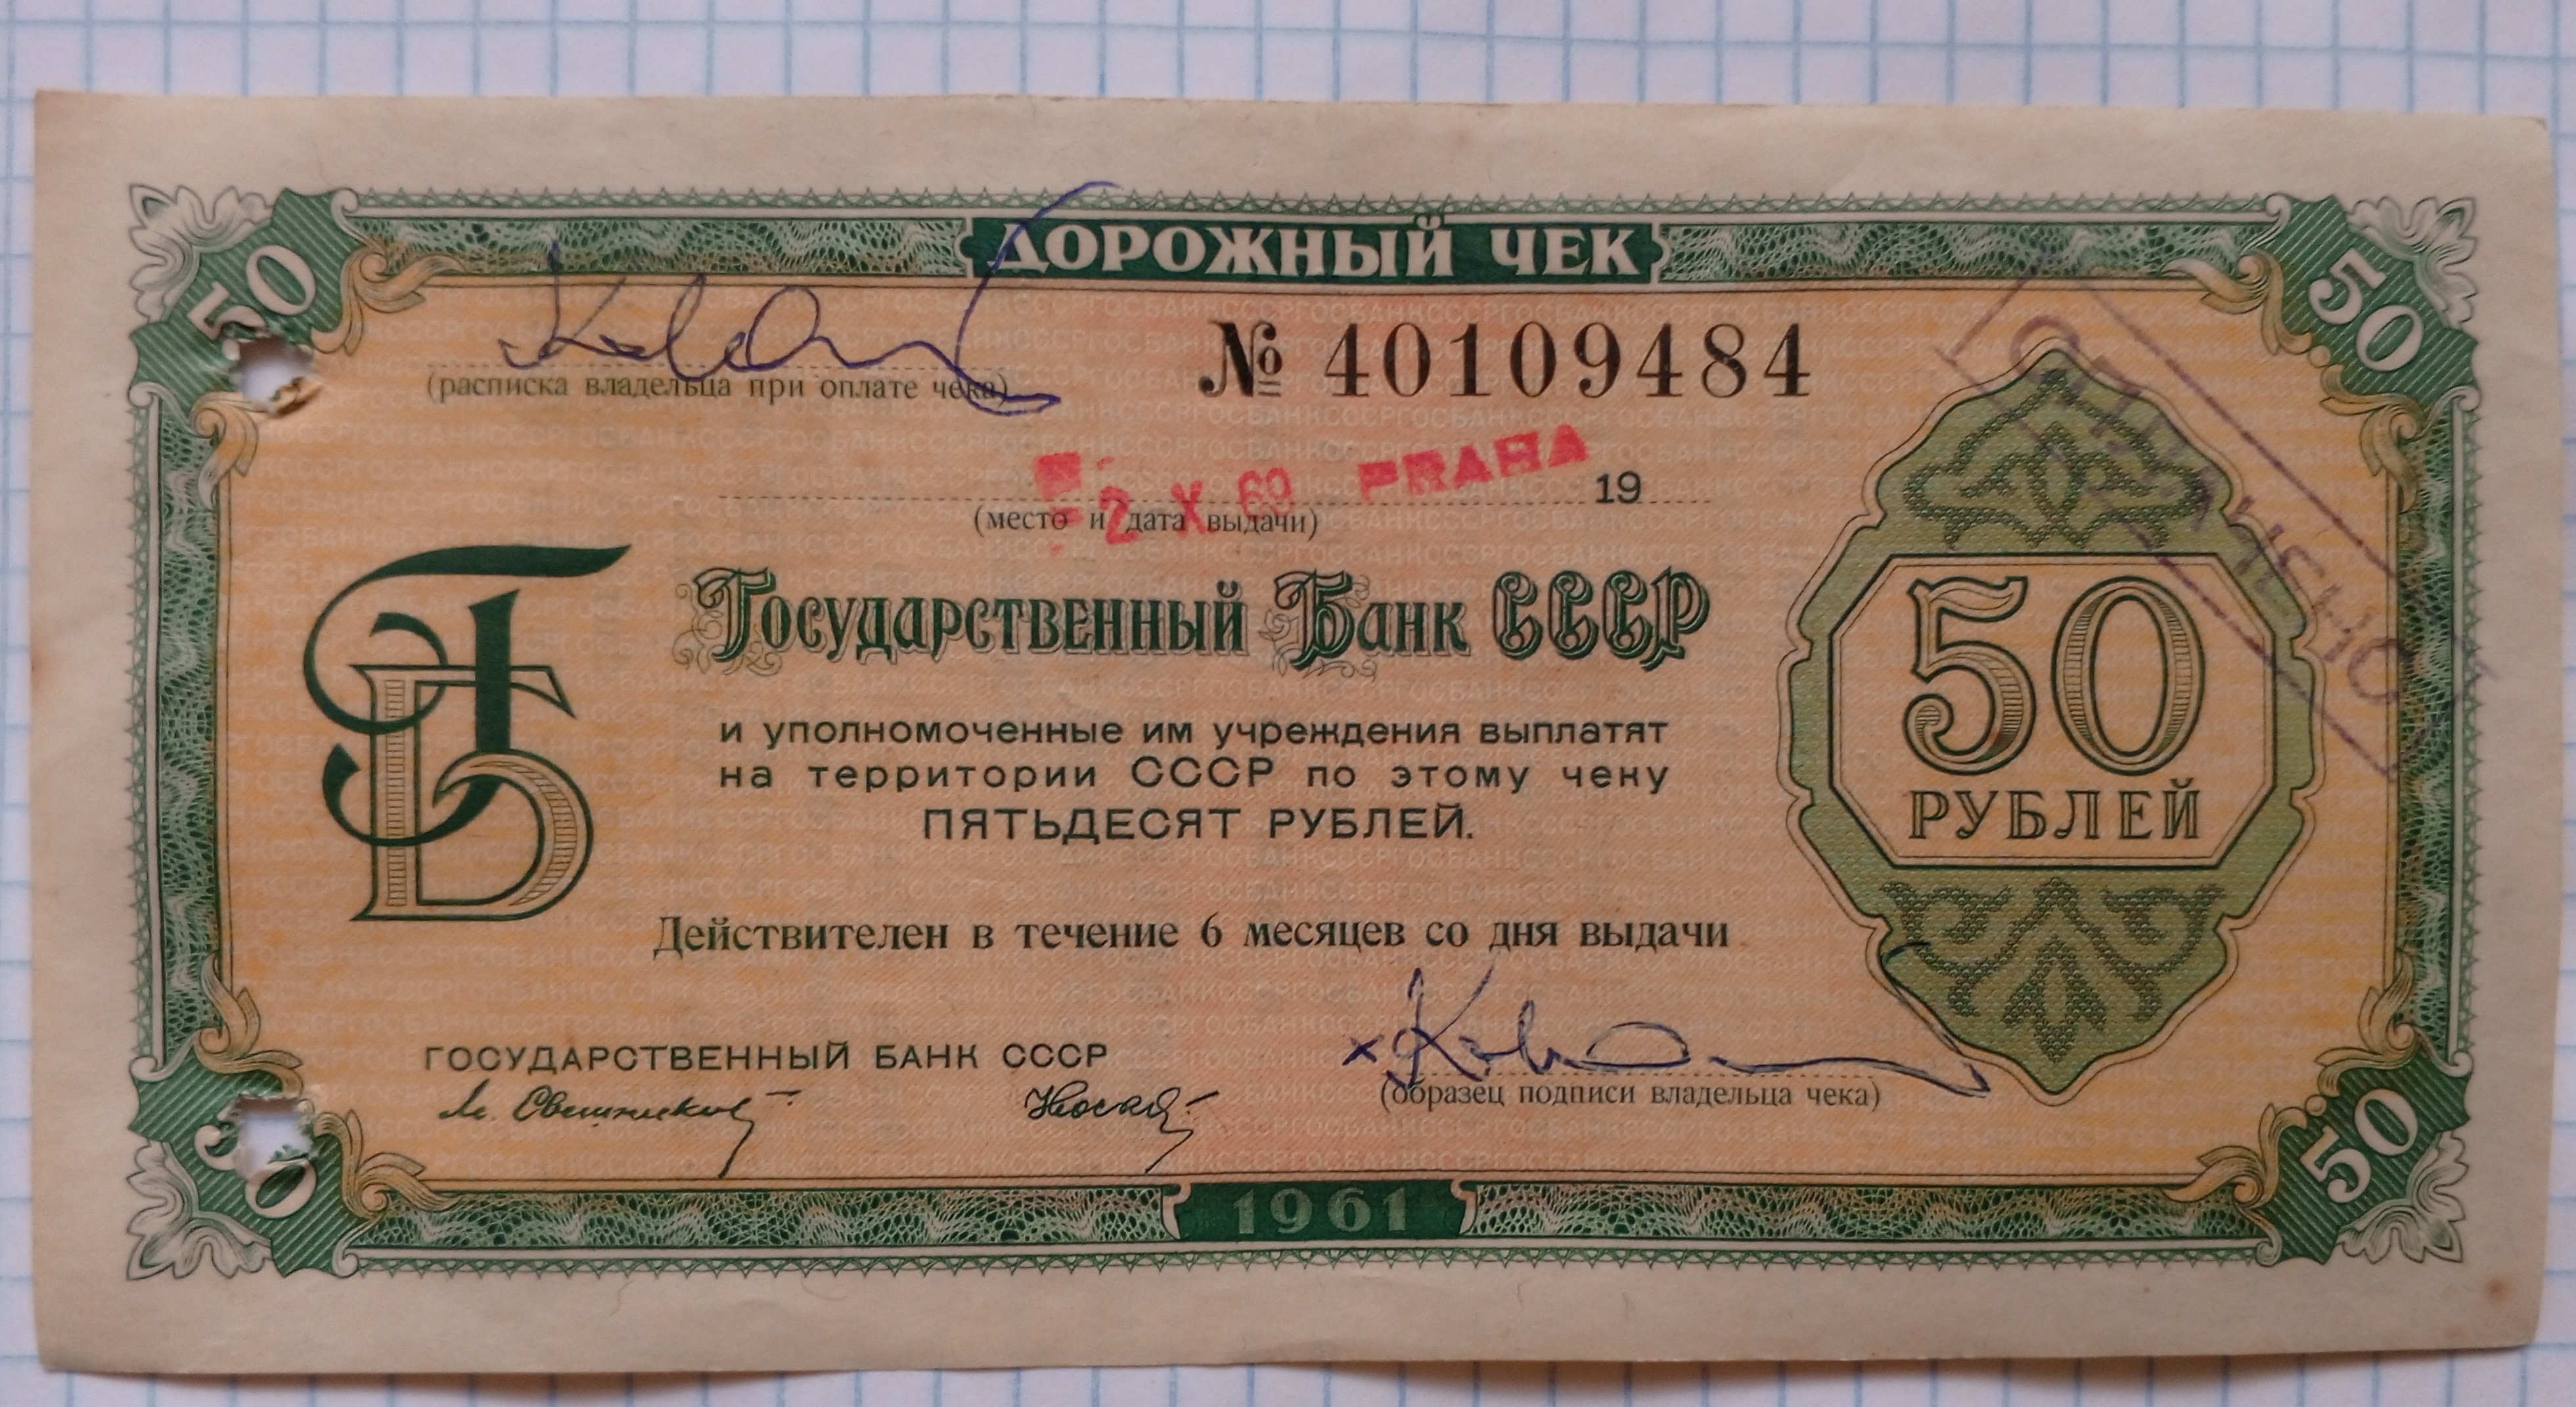 ДОРОЖНЫЙ ЧЕК
50
50
№ 40109484
(расписка владельца при оплате чека)
2 X 69 PRAHA 19
(место и дата выдачи)
ОПЛАЧЕНО
Государственный Банк СССР
и уполномоченные им учреждения выплатят
на территории СССР по этому чеку
ПЯТЬДЕСЯТ РУБЛЕЙ.
50
РУБЛЕЙ
ГБ
Действителен в течение 6 месяцев со дня выдачи
ГОСУДАРСТВЕННЫЙ БАНК СССР
(образец подписи владельца чека)
50
50
1961